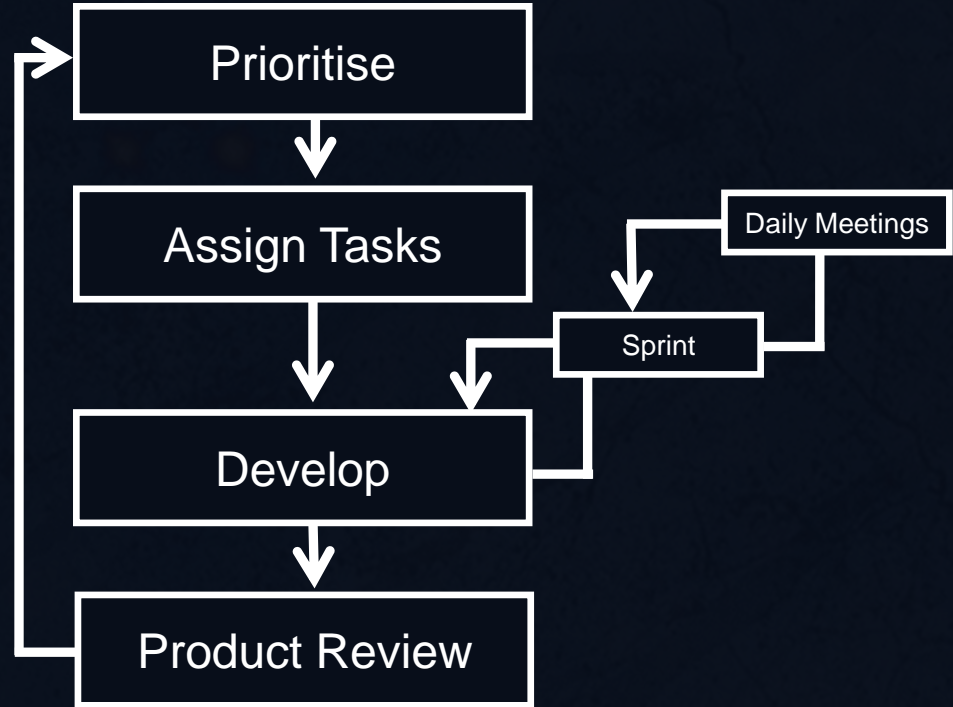 Prioritise
Assign Tasks
Daily Meetings
Sprint
Develop
Product Review